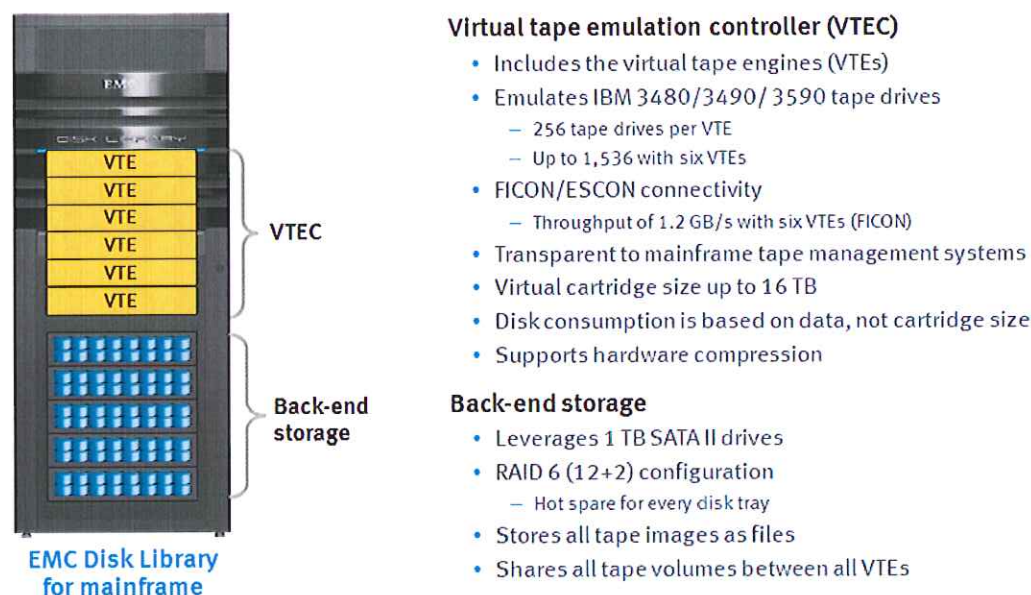 EMC
DISK LIBRARY
VTE
VTE
VTE
VTE
VTE
VTE
VTEC
Back-end
storage
EMC Disk Library
for mainframe
Virtual tape emulation controller (VTEC)
• Includes the virtual tape engines (VTEs)
• Emulates IBM 3480/3490/ 3590 tape drives
– 256 tape drives per VTE
– Up to 1,536 with six VTEs
• FICON/ESCON connectivity
– Throughput of 1.2 GB/s with six VTEs (FICON)
• Transparent to mainframe tape management systems
• Virtual cartridge size up to 16 TB
• Disk consumption is based on data, not cartridge size
• Supports hardware compression
Back-end storage
• Leverages 1 TB SATA II drives
• RAID 6 (12+2) configuration
– Hot spare for every disk tray
• Stores all tape images as files
• Shares all tape volumes between all VTEs